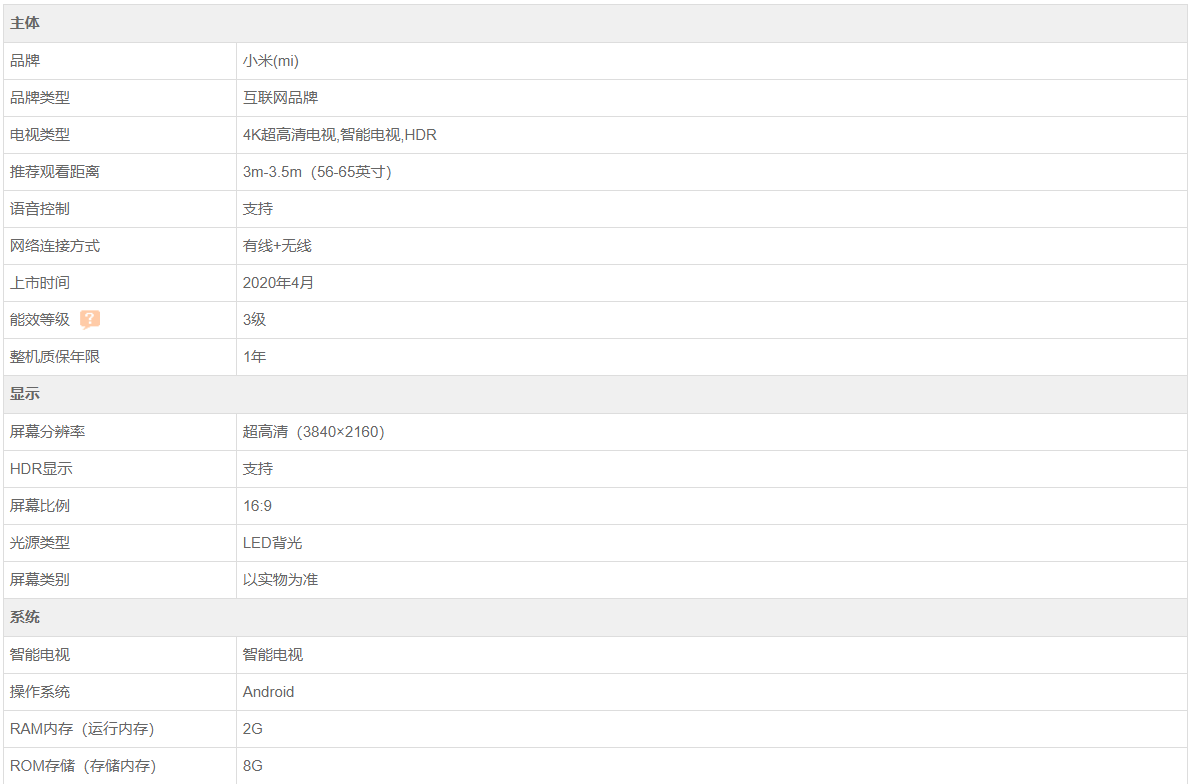 主体
品牌 小米(mi)
品牌类型 互联网品牌
电视类型 4K超高清电视,智能电视,HDR
推荐观看距离 3m-3.5m（56-65英寸）
语音控制 支持
网络连接方式 有线+无线
上市时间 2020年4月
能效等级 ? 3级
整机质保年限 1年
显示
屏幕分辨率 超高清（3840×2160）
HDR显示 支持
屏幕比例 16:9
光源类型 LED背光
屏幕类别 以实物为准
系统
智能电视 智能电视
操作系统 Android
RAM内存（运行内存） 2G
ROM存储（存储内存） 8G